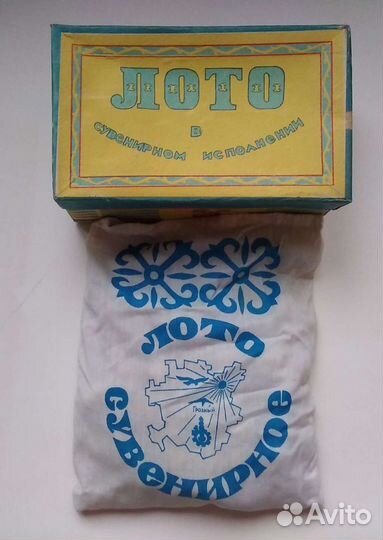 ЛОТО
В
СУВЕНИРНОМ ИСПОЛНЕНИИ
ЛОТО
Грозный
СУВЕНИРНОЕ
Avito